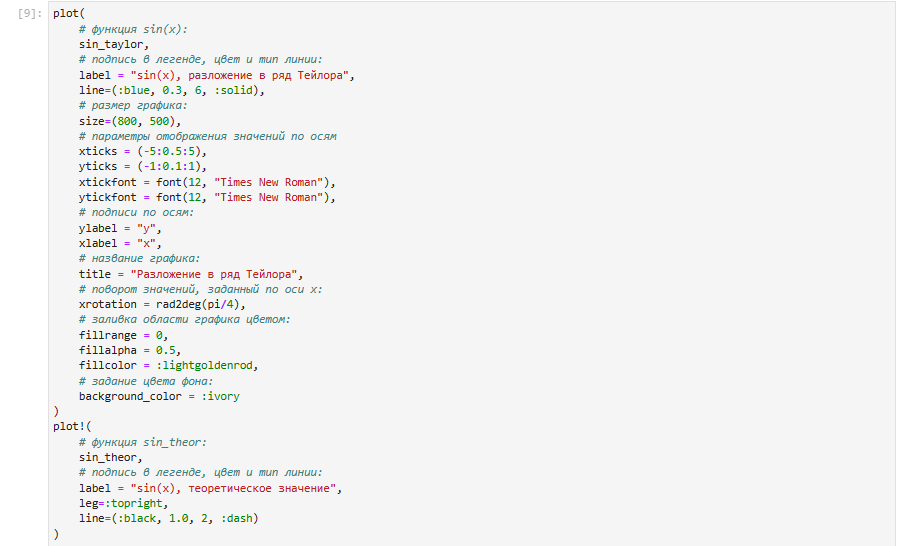 [9]: plot(
# функция sin(x):
sin_taylor,
# подпись в легенде, цвет и тип линии:
label = "sin(x), разложение в ряд Тейлора",
line=(:blue, 0.3, 6, :solid),
# размер графика:
size=(800, 500),
# параметры отображения значений по осям
xticks = (-5:0.5:5),
yticks = (-1:0.1:1),
xtickfont = font(12, "Times New Roman"),
ytickfont = font(12, "Times New Roman"),
# подписи по осям:
ylabel = "y",
xlabel = "x",
# название графика:
title = "Разложение в ряд Тейлора",
# поворот значений, заданный по оси x:
xrotation = rad2deg(pi/4),
# заливка области графика цветом:
fillrange = 0,
fillalpha = 0.5,
fillcolor = :lightgoldenrod,
# задание цвета фона:
background_color = :ivory
)
plot!(
# функция sin_theor:
sin_theor,
# подпись в легенде, цвет и тип линии:
label = "sin(x), теоретическое значение",
leg=:topright,
line=(:black, 1.0, 2, :dash)
)